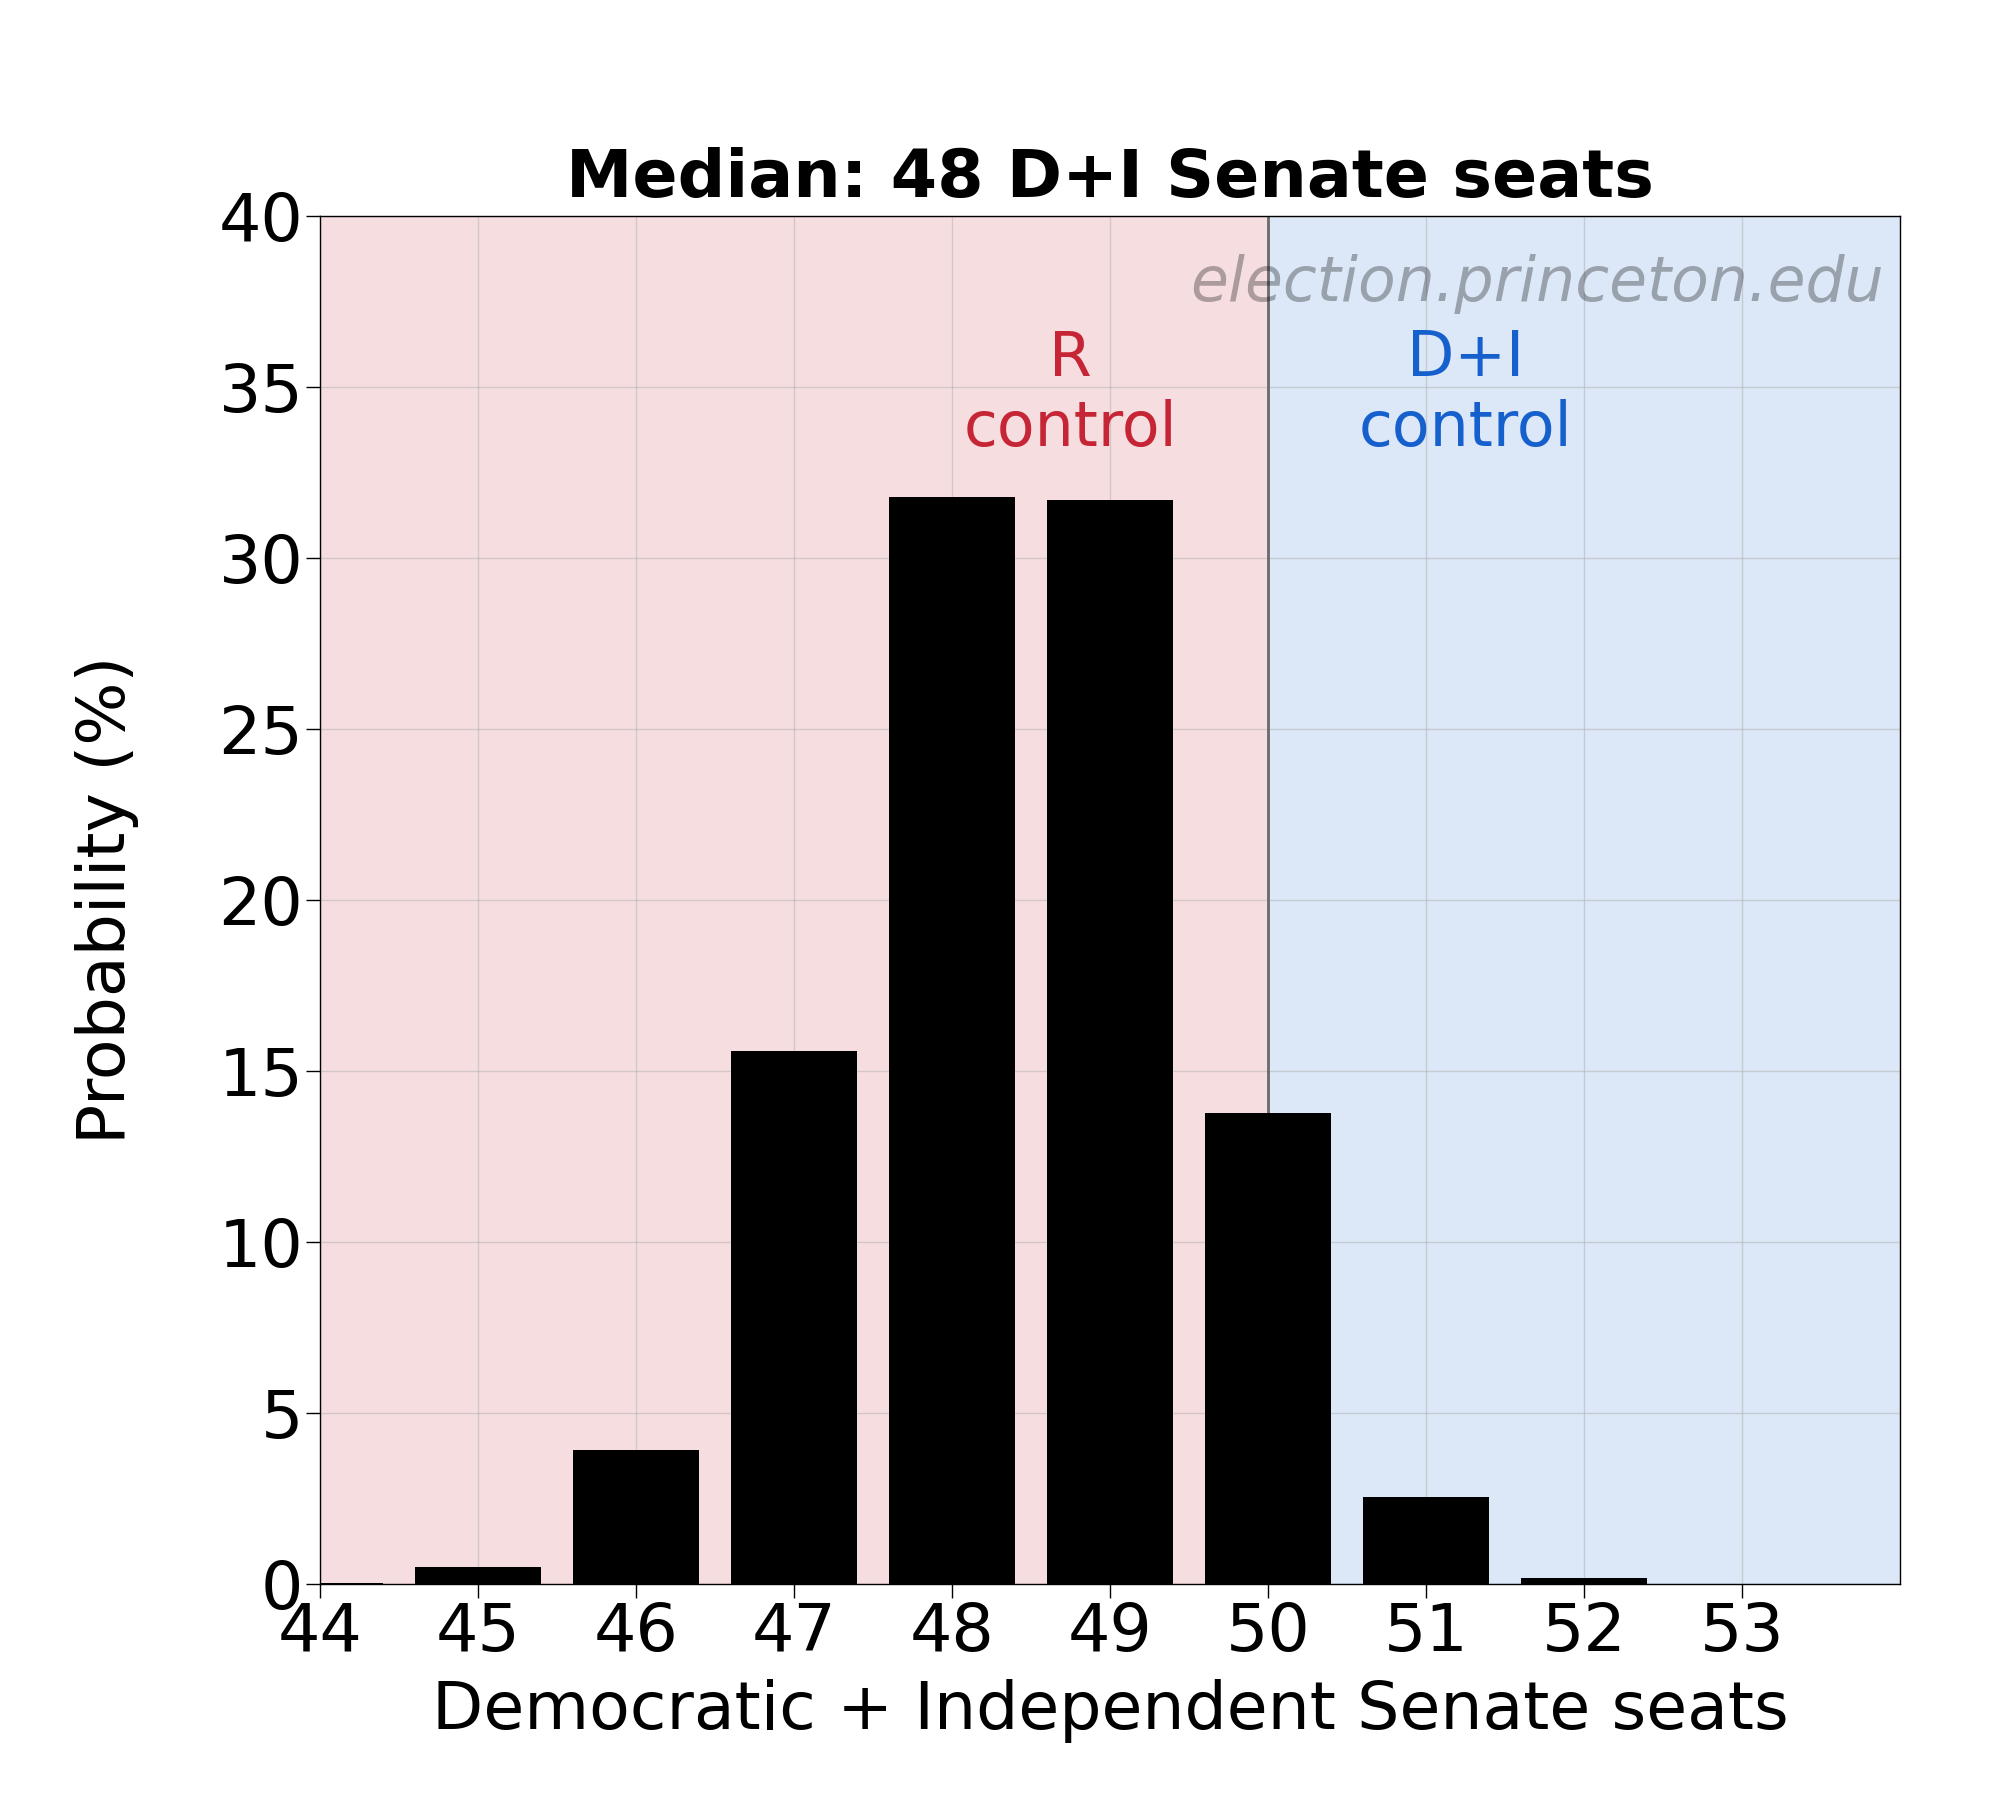 Median: 48 D+I Senate seats
election.princeton.edu
R
control
D+I
control
40
35
30
25
20
15
10
5
0
Probability (%)
44 45 46 47 48 49 50 51 52 53
Democratic + Independent Senate seats